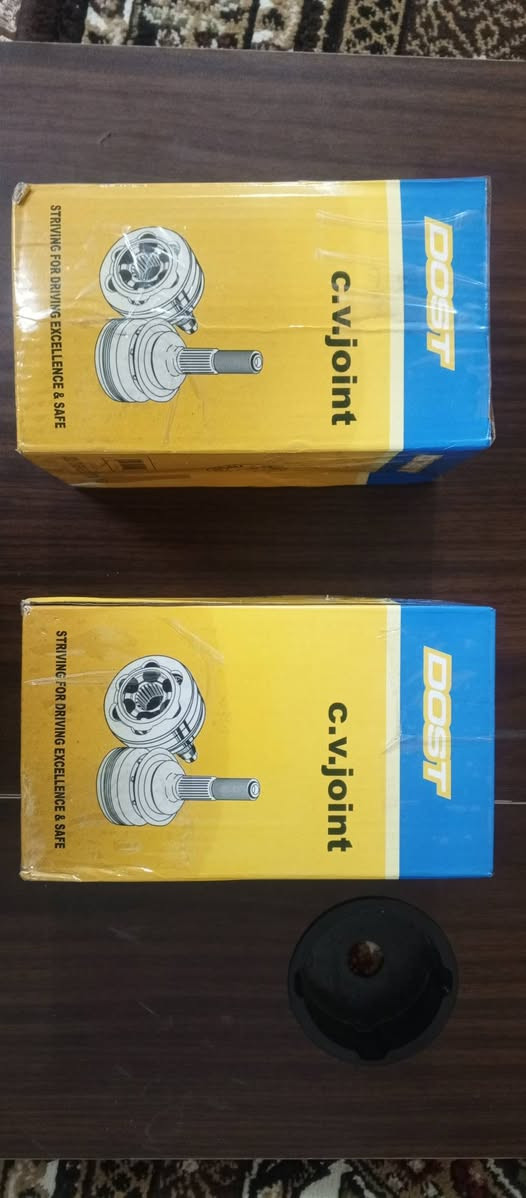 DOST
c.v.joint
STRIVING FOR DRIVING EXCELLENCE & SAFE
DOST
c.v.joint
STRIVING FOR DRIVING EXCELLENCE & SAFE